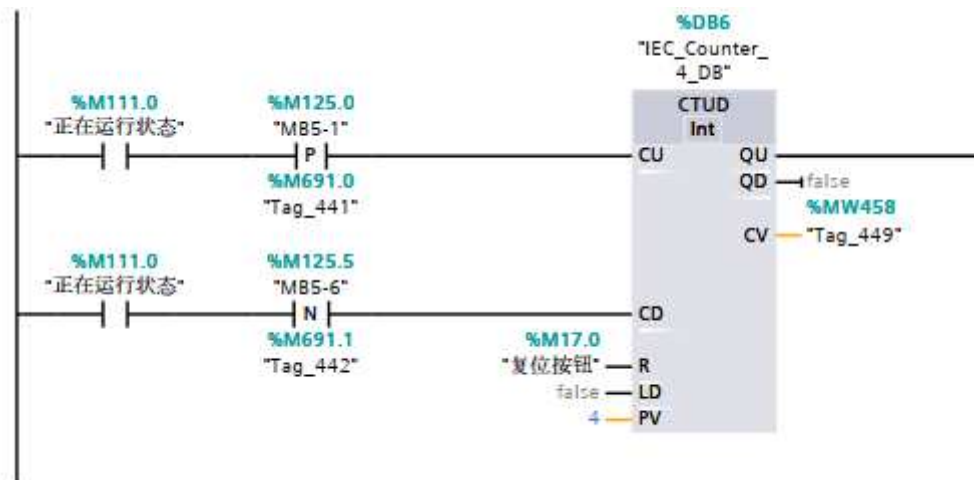 %DB6
"IEC_Counter_
4_DB"
CTUD
Int
%M111.0
"正在运行状态"
%M125.0
"MB5-1"
P
%M691.0
"Tag_441"
CU
QU
QD
false
%MW458
CV
"Tag_449"
%M111.0
"正在运行状态"
%M125.5
"MB5-6"
N
%M691.1
"Tag_442"
CD
%M17.0
"复位按钮"
R
false
LD
4
PV